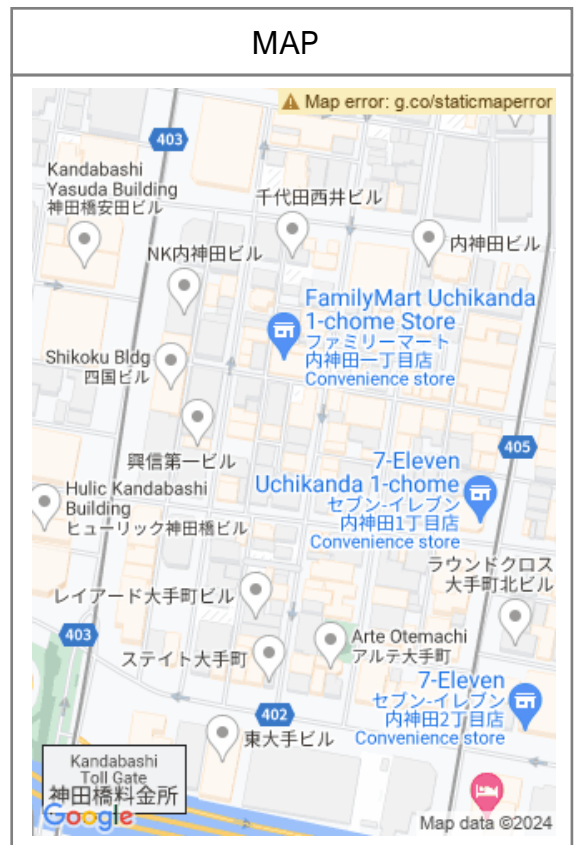 MAP
Map error: g.co/staticmaperror
403
Kandabashi
Yasuda Building
神田橋安田ビル
千代田西井ビル
内神田ビル
NK内神田ビル
FamilyMart Uchikanda
1-chome Store
ファミリーマート
内神田一丁目店
Convenience store
Shikoku Bldg
四国ビル
興信第一ビル
405
7-Eleven
Uchikanda 1-chome
セブン-イレブン
内神田1丁目店
Convenience store
Hulic Kandabashi
Building
ヒューリック神田橋ビル
ラウンドクロス
大手町北ビル
レイアード大手町ビル
403
ステイト大手町
Arte Otemachi
アルテ大手町
7-Eleven
セブン-イレブン
内神田2丁目店
Convenience store
402
東大手ビル
Kandabashi
Toll Gate
神田橋料金所
Google
Map data ©2024